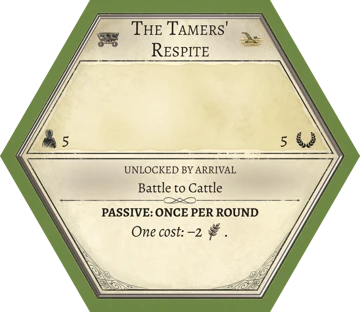 The Tamers'
Respite
5 5
UNLOCKED BY ARRIVAL
Battle to Cattle
PASSIVE: ONCE PER ROUND
One cost: −2 .